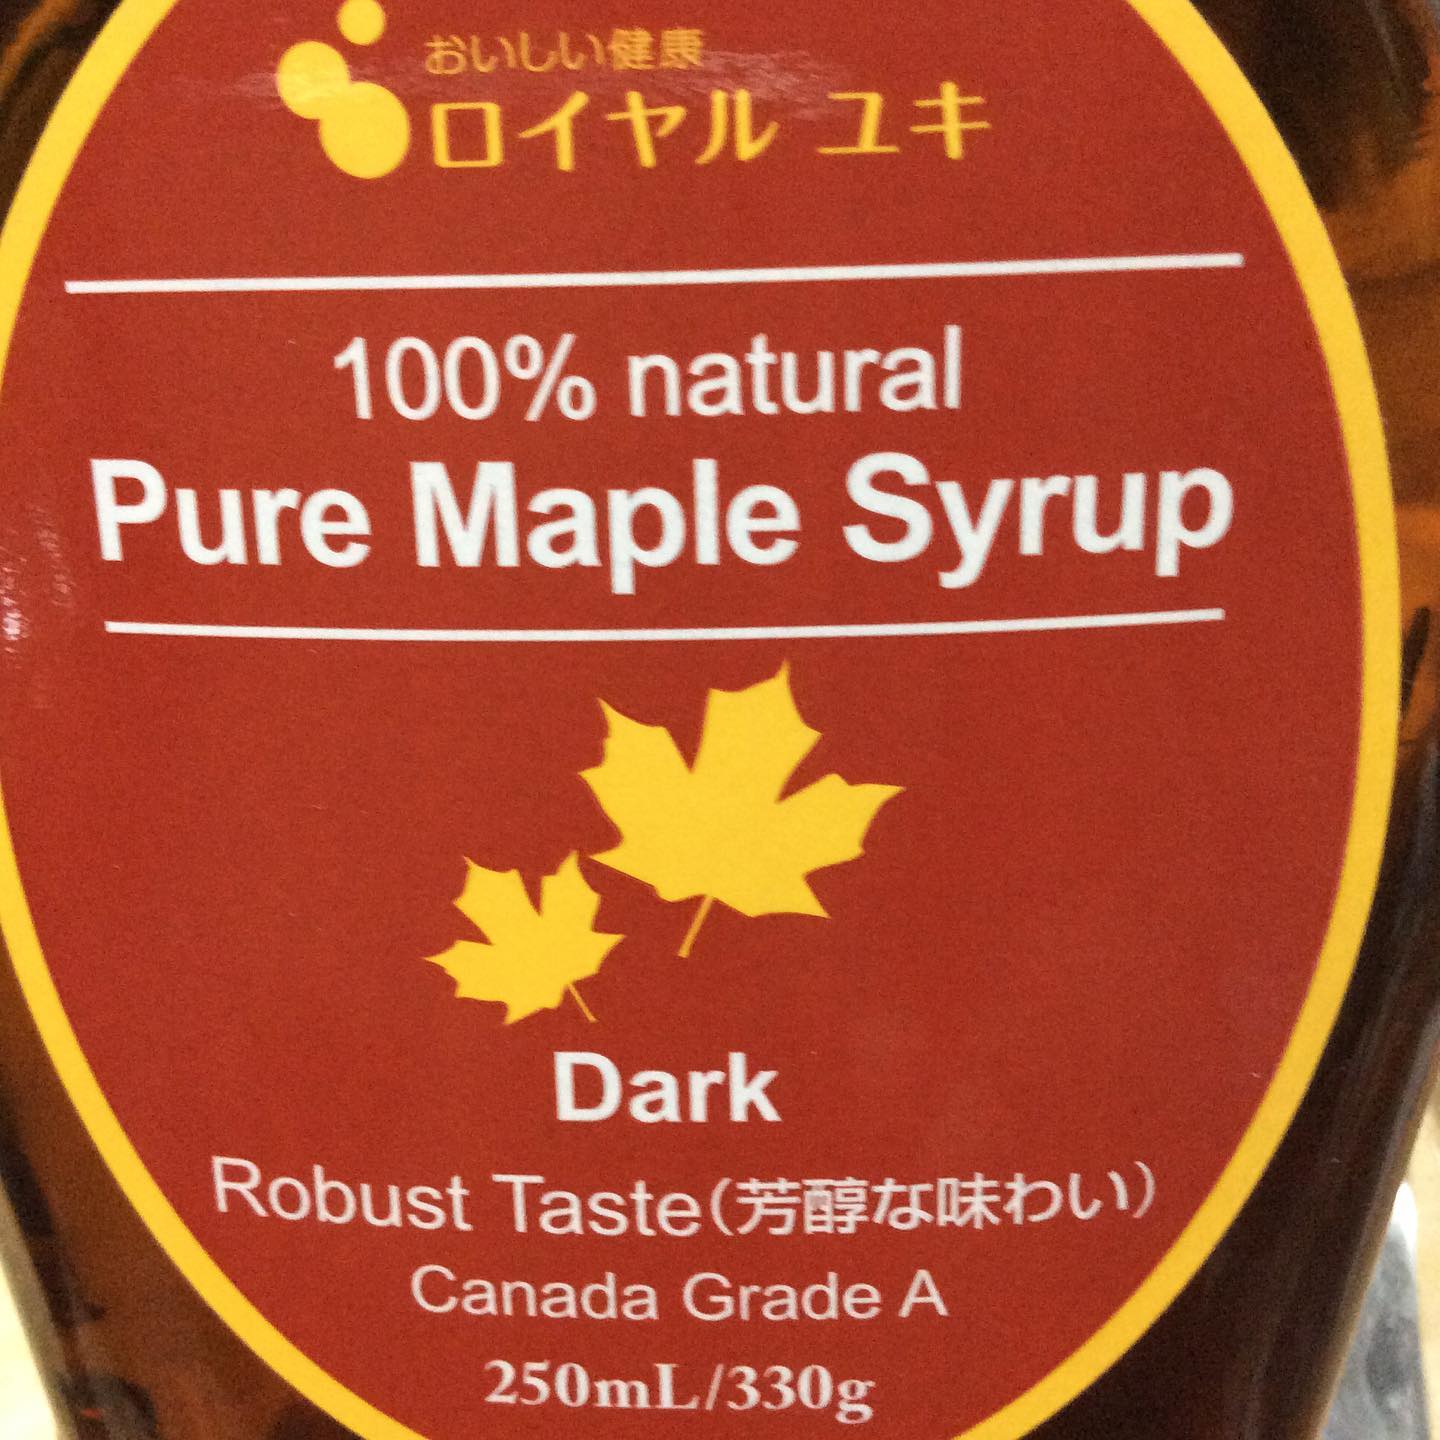 おいしい健康
ロイヤル ユキ
100% natural
Pure Maple Syrup
Dark
Robust Taste(芳醇な味わい)
Canada Grade A
250mL/330g